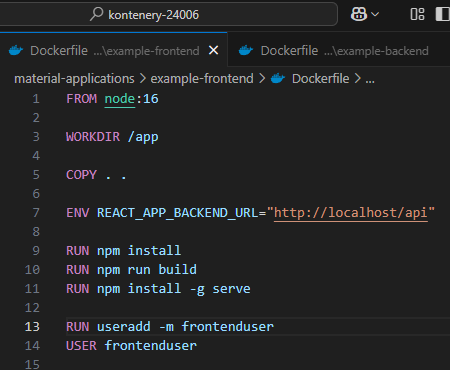 kontenery-24006
Dockerfile ...\example-frontend
Dockerfile ...\example-backend
material-applications > example-frontend > Dockerfile > ...
1 FROM node:16
2
3 WORKDIR /app
4
5 COPY . .
6
7 ENV REACT_APP_BACKEND_URL="http://localhost/api"
8
9 RUN npm install
10 RUN npm run build
11 RUN npm install -g serve
12
13 RUN useradd -m frontenduser
14 USER frontenduser
15